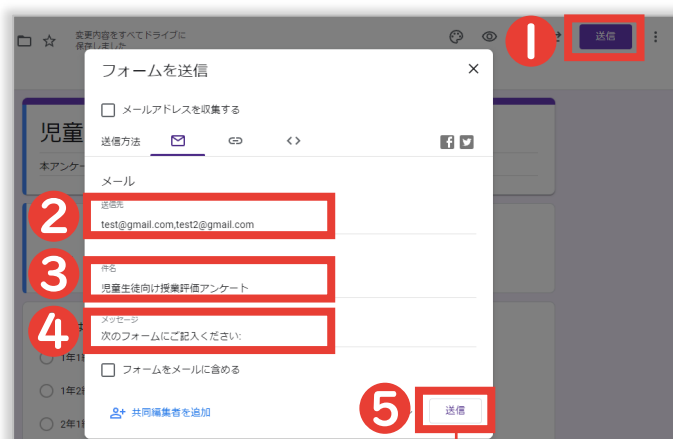 変更内容をすべてドライブに
保存しました
1
送信
フォームを送信
メールアドレスを収集する
児童
送信方法
本アンケー
メール
2
送信先
test@gmail.com,test2@gmail.com
3
件名
児童生徒向け授業評価アンケート
4
メッセージ
次のフォームにご記入ください:
1年1
フォームをメールに含める
1年2
共同編集者を追加
5
送信
2年1